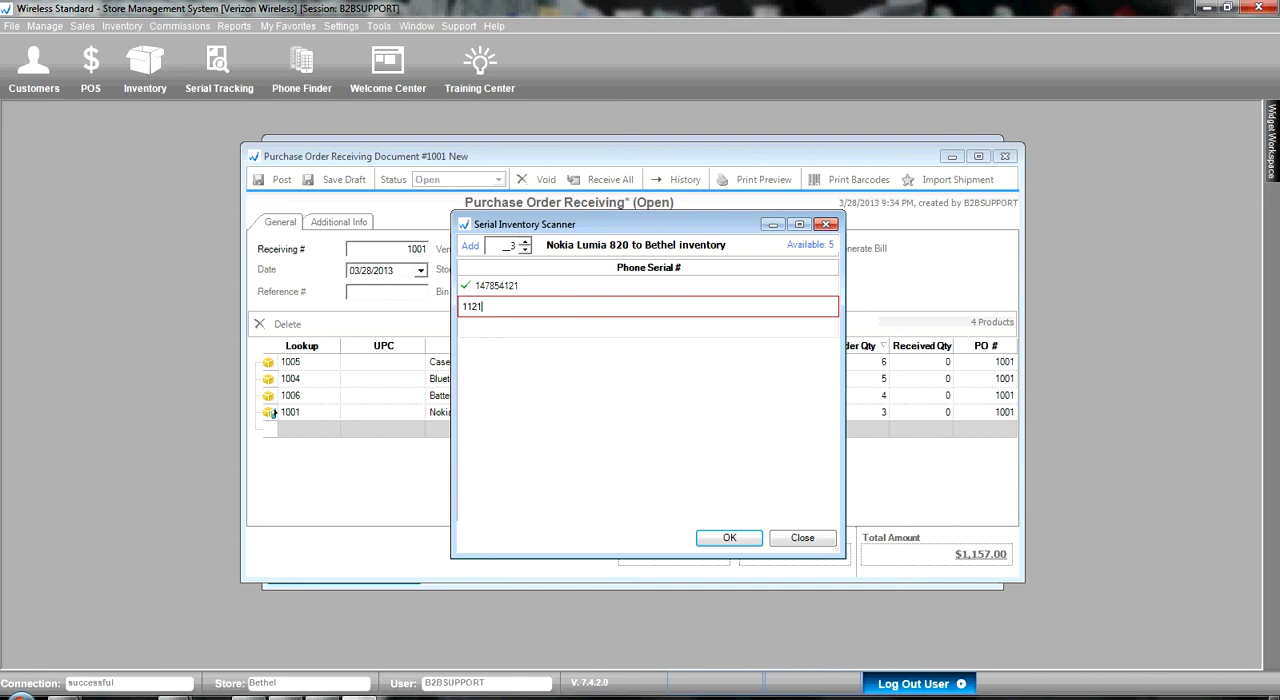 Wireless Standard - Store Management System [Verizon Wireless] [Session: B2BSUPPORT]
File Manage Sales Inventory Commissions Reports My Favorites Settings Tools Window Support Help
Customers POS Inventory Serial Tracking Phone Finder Welcome Center Training Center
Widget Workspace
Purchase Order Receiving Document #1001 New
Post Save Draft Status Open Void Receive All History Print Preview Print Barcodes Import Shipment
Purchase Order Receiving* (Open) 3/28/2013 9:34 PM, created by B2BSUPPORT
General Additional Info
Receiving # 1001
Date 03/28/2013
Reference # Bin
Serial Inventory Scanner
Add __3 Nokia Lumia 820 to Bethel inventory Available: 5
Phone Serial #
147854121
1121
OK Close
Delete 4 Products
Lookup UPC Qty Received Qty PO #
1005 Case 6 0 1001
1004 5 0 1001
1006 4 0 1001
1001 Nokia 3 0 1001
Total Amount
$1,157.00
Connection: successful Store: Bethel User: B2BSUPPORT V. 7.4.2.0 Log Out User